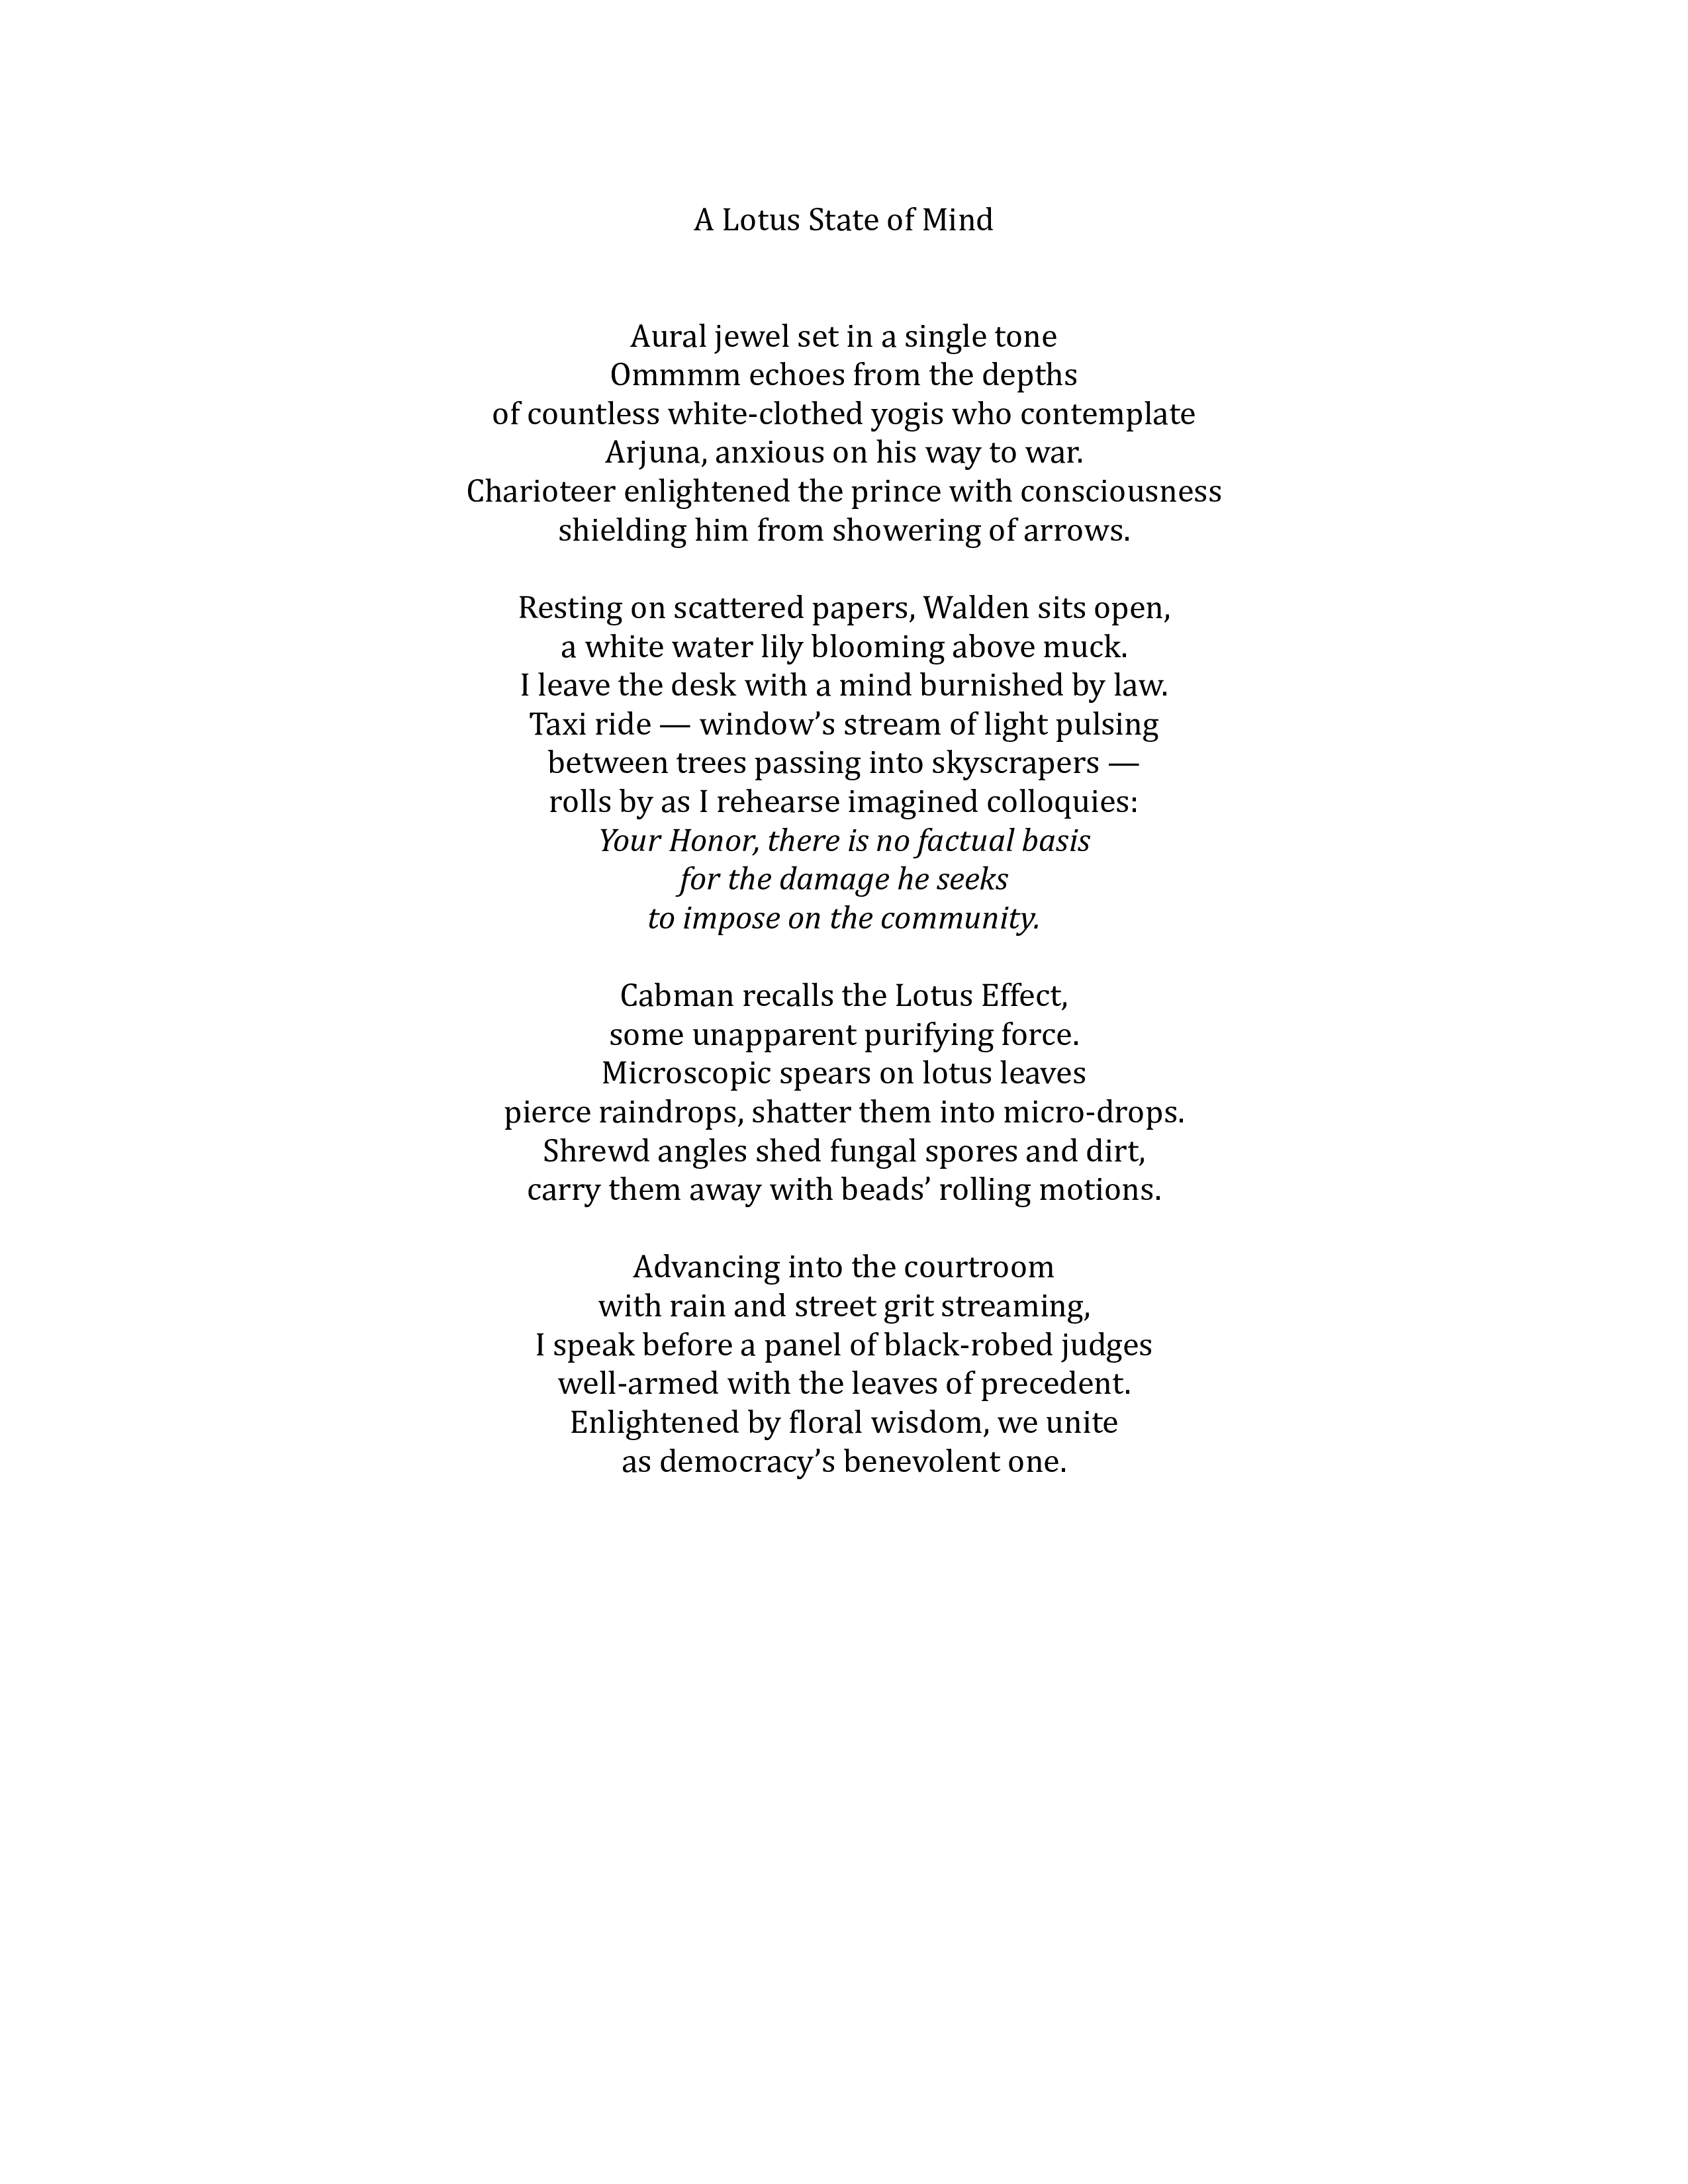 A Lotus State of Mind
Aural jewel set in a single tone
Ommmm echoes from the depths
of countless white-clothed yogis who contemplate
Arjuna, anxious on his way to war.
Charioteer enlightened the prince with consciousness
shielding him from showering of arrows.
Resting on scattered papers, Walden sits open,
a white water lily blooming above muck.
I leave the desk with a mind burnished by law.
Taxi ride — window’s stream of light pulsing
between trees passing into skyscrapers —
rolls by as I rehearse imagined colloquies:
Your Honor, there is no factual basis
for the damage he seeks
to impose on the community.
Cabman recalls the Lotus Effect,
some unapparent purifying force.
Microscopic spears on lotus leaves
pierce raindrops, shatter them into micro-drops.
Shrewd angles shed fungal spores and dirt,
carry them away with beads’ rolling motions.
Advancing into the courtroom
with rain and street grit streaming,
I speak before a panel of black-robed judges
well-armed with the leaves of precedent.
Enlightened by floral wisdom, we unite
as democracy’s benevolent one.